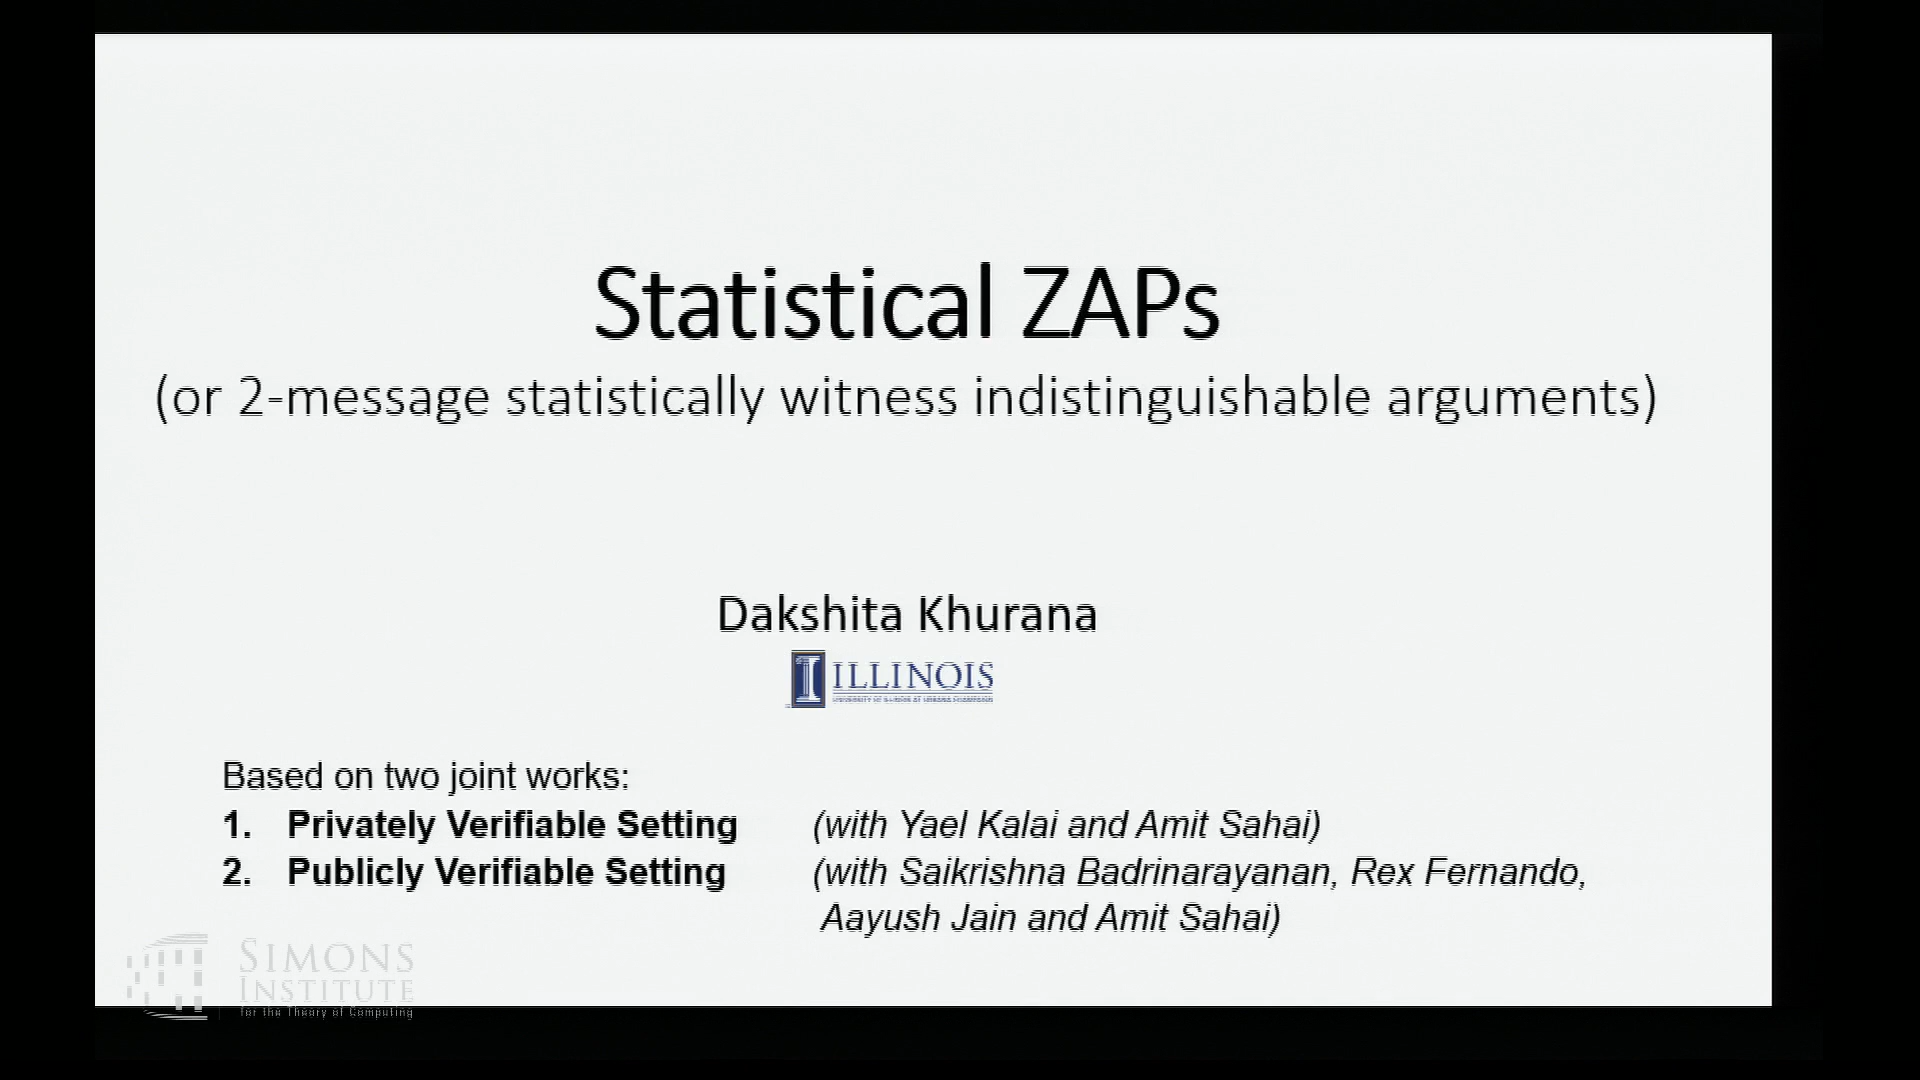 Statistical ZAPs
(or 2-message statistically witness indistinguishable arguments)
Dakshita Khurana
I ILLINOIS
UNIVERSITY OF ILLINOIS AT URBANA-CHAMPAIGN
Based on two joint works:
1. Privately Verifiable Setting (with Yael Kalai and Amit Sahai)
2. Publicly Verifiable Setting (with Saikrishna Badrinarayanan, Rex Fernando,
Aayush Jain and Amit Sahai)
SIMONS
INSTITUTE
for the Theory of Computing